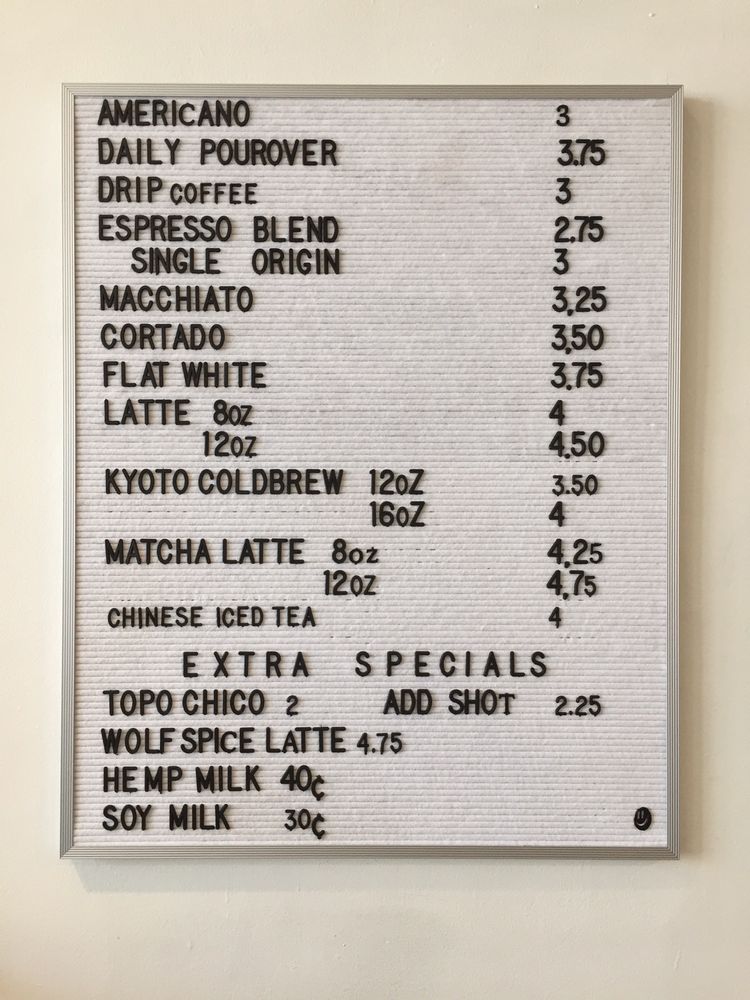 AMERICANO 3
DAILY POUROVER 3.75
DRIP COFFEE 3
ESPRESSO BLEND 2.75
SINGLE ORIGIN 3
MACCHIATO 3,25
CORTADO 3,50
FLAT WHITE 3,75
LATTE 8OZ 4
12OZ 4.50
KYOTO COLDBREW 12OZ 3.50
16OZ 4
MATCHA LATTE 8OZ 4,25
12OZ 4,75
CHINESE ICED TEA 4
EXTRA SPECIALS
TOPO CHICO 2 ADD SHOT 2.25
WOLF SPICE LATTE 4.75
HEMP MILK 40¢
SOY MILK 30¢